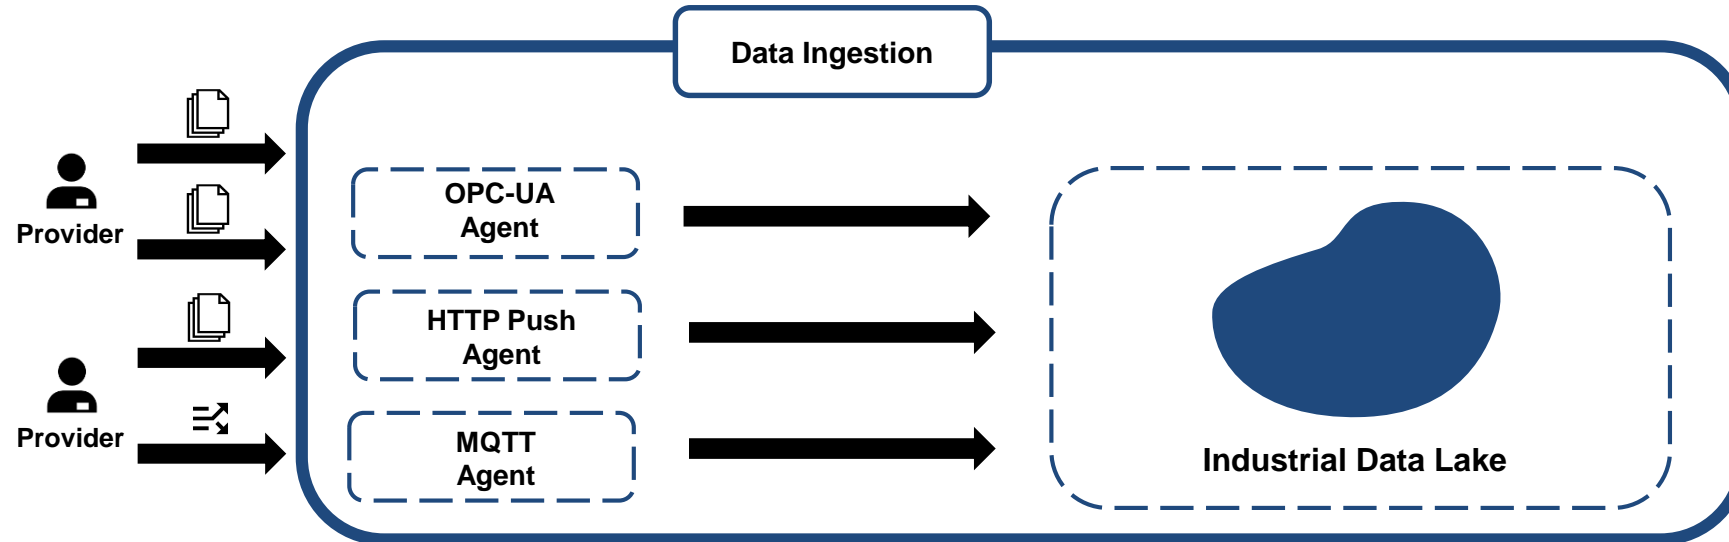 Data Ingestion
Provider
OPC-UA
Agent
HTTP Push
Agent
Provider
MQTT
Agent
Industrial Data Lake